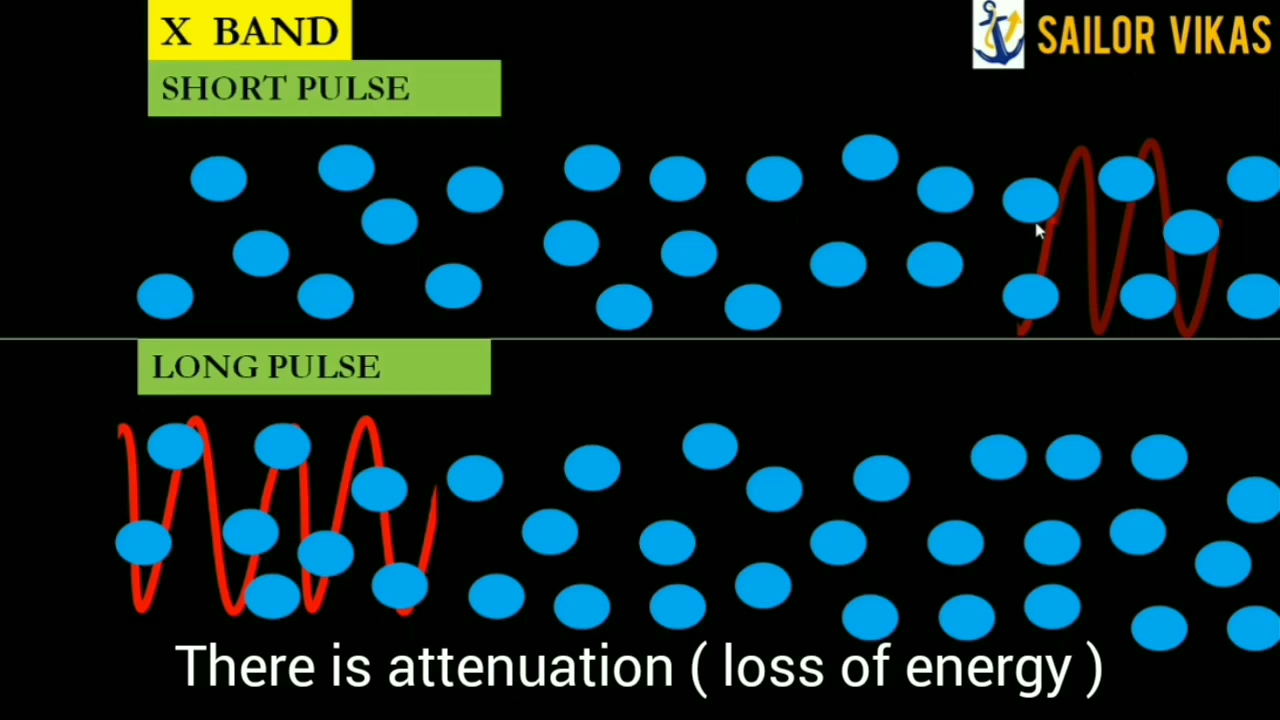 X BAND
SAILOR VIKAS
SHORT PULSE
LONG PULSE
There is attenuation ( loss of energy )